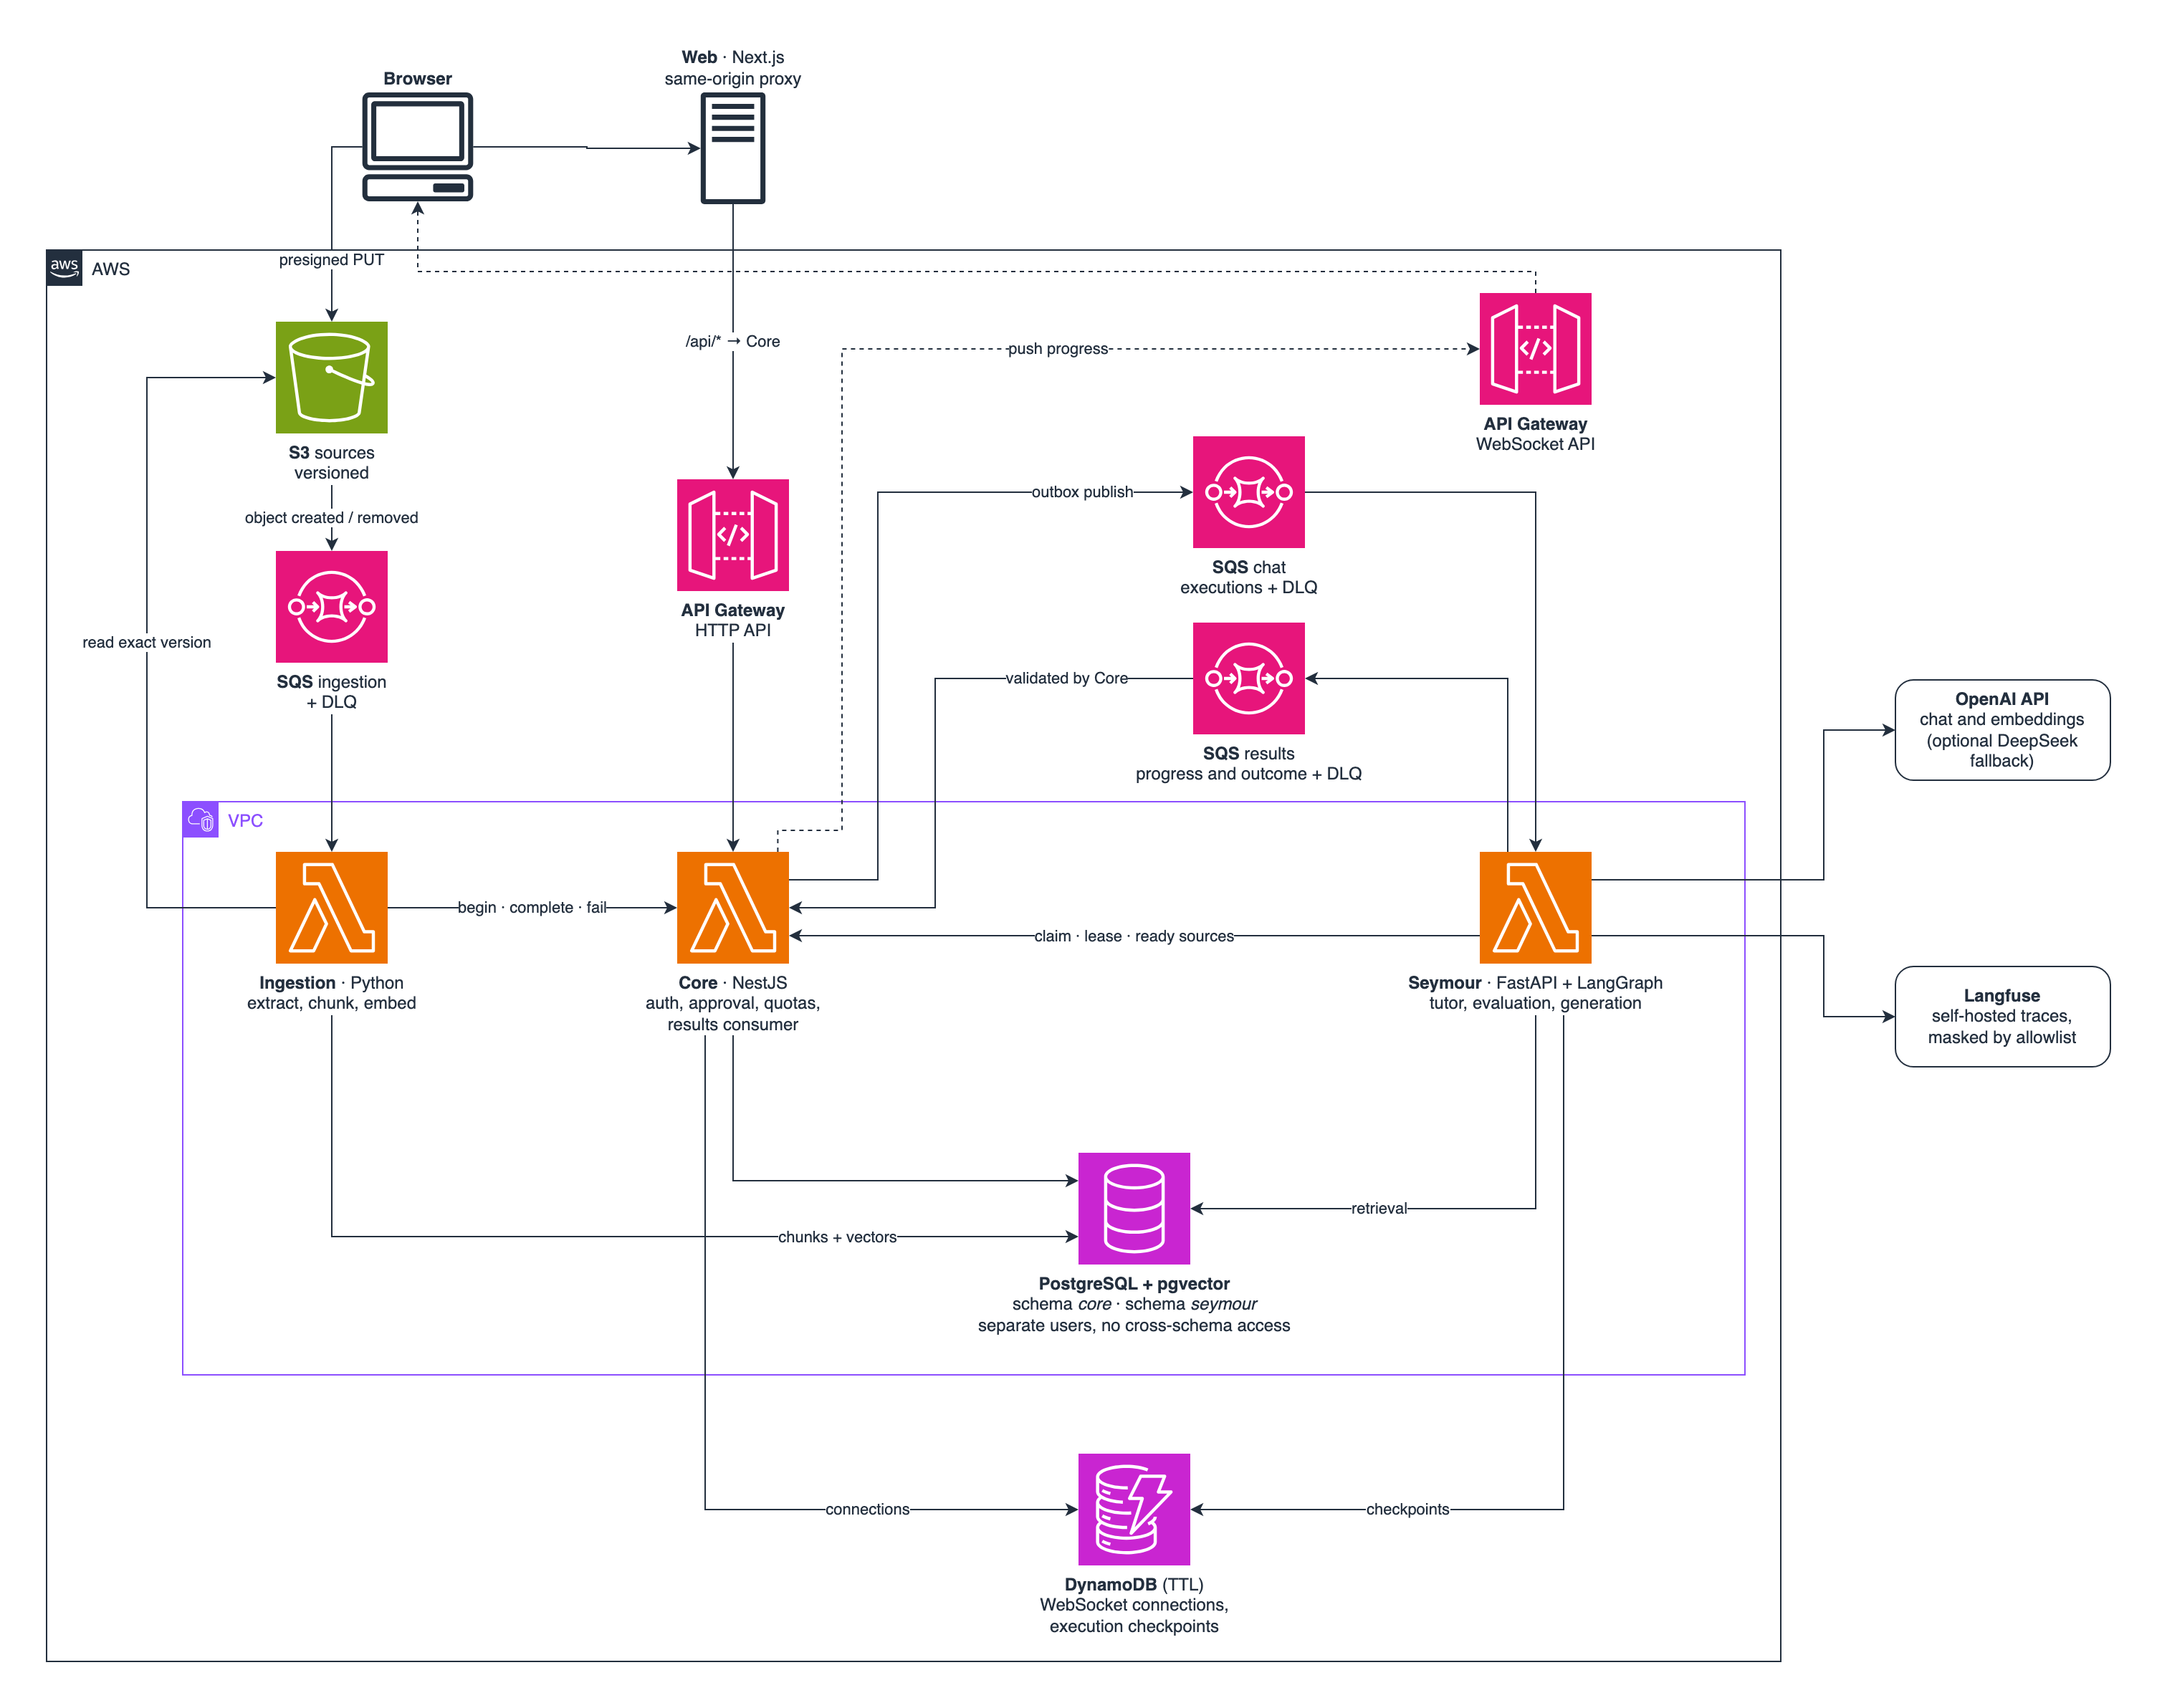 Web · Next.js
same-origin proxy
Browser
aws
AWS
presigned PUT
/api/* → Core
push progress
API Gateway
WebSocket API
S3 sources
versioned
outbox publish
object created / removed
SQS chat
executions + DLQ
API Gateway
HTTP API
read exact version
SQS ingestion
+ DLQ
validated by Core
SQS results
progress and outcome + DLQ
OpenAI API
chat and embeddings
(optional DeepSeek
fallback)
VPC
begin · complete · fail
claim · lease · ready sources
Ingestion · Python
extract, chunk, embed
Core · NestJS
auth, approval, quotas,
results consumer
Seymour · FastAPI + LangGraph
tutor, evaluation, generation
Langfuse
self-hosted traces,
masked by allowlist
retrieval
chunks + vectors
PostgreSQL + pgvector
schema core · schema seymour
separate users, no cross-schema access
connections
checkpoints
DynamoDB (TTL)
WebSocket connections,
execution checkpoints